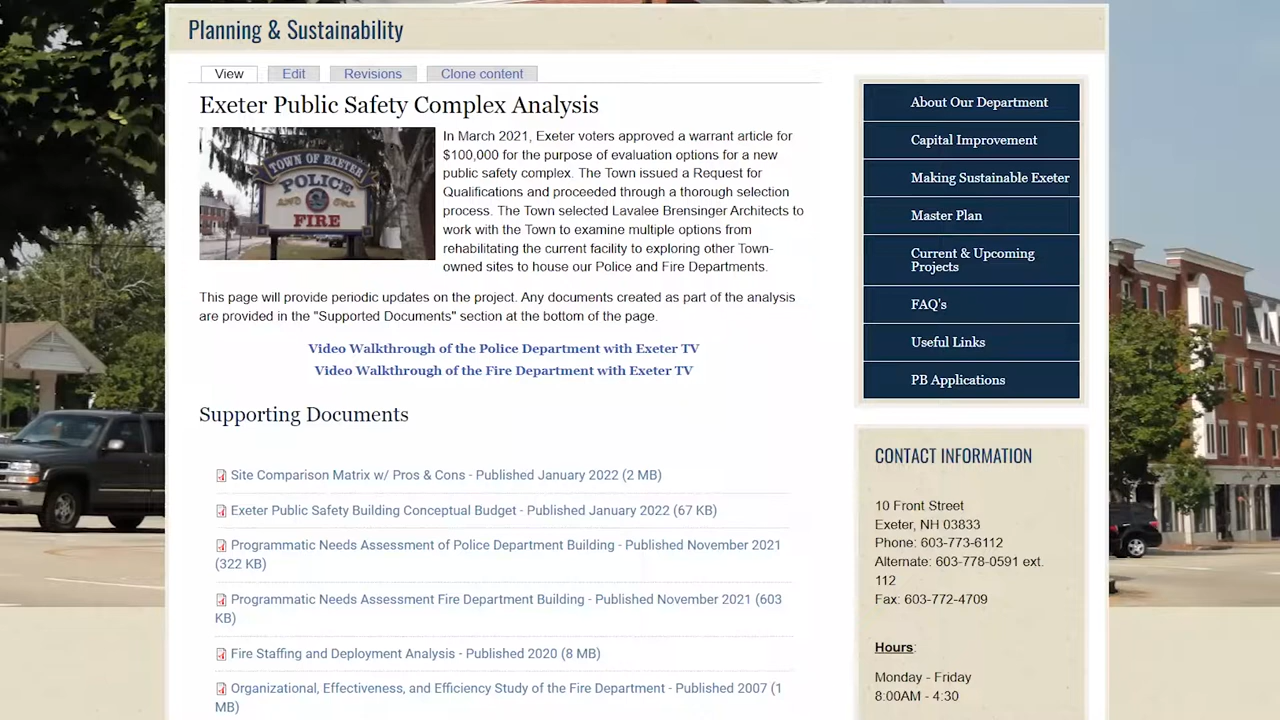 Planning & Sustainability
View
Edit
Revisions
Clone content
Exeter Public Safety Complex Analysis
TOWN OF EXETER
POLICE
AND
FIRE
In March 2021, Exeter voters approved a warrant article for
$100,000 for the purpose of evaluation options for a new
public safety complex. The Town issued a Request for
Qualifications and proceeded through a thorough selection
process. The Town selected Lavalee Brensinger Architects to
work with the Town to examine multiple options from
rehabilitating the current facility to exploring other Town-
owned sites to house our Police and Fire Departments.
This page will provide periodic updates on the project. Any documents created as part of the analysis
are provided in the "Supported Documents" section at the bottom of the page.
Video Walkthrough of the Police Department with Exeter TV
Video Walkthrough of the Fire Department with Exeter TV
Supporting Documents
Site Comparison Matrix w/ Pros & Cons - Published January 2022 (2 MB)
Exeter Public Safety Building Conceptual Budget - Published January 2022 (67 KB)
Programmatic Needs Assessment of Police Department Building - Published November 2021
(322 KB)
Programmatic Needs Assessment Fire Department Building - Published November 2021 (603
KB)
Fire Staffing and Deployment Analysis - Published 2020 (8 MB)
Organizational, Effectiveness, and Efficiency Study of the Fire Department - Published 2007 (1
MB)
About Our Department
Capital Improvement
Making Sustainable Exeter
Master Plan
Current & Upcoming
Projects
FAQ's
Useful Links
PB Applications
CONTACT INFORMATION
10 Front Street
Exeter, NH 03833
Phone: 603-773-6112
Alternate: 603-778-0591 ext.
112
Fax: 603-772-4709
Hours:
Monday - Friday
8:00AM - 4:30